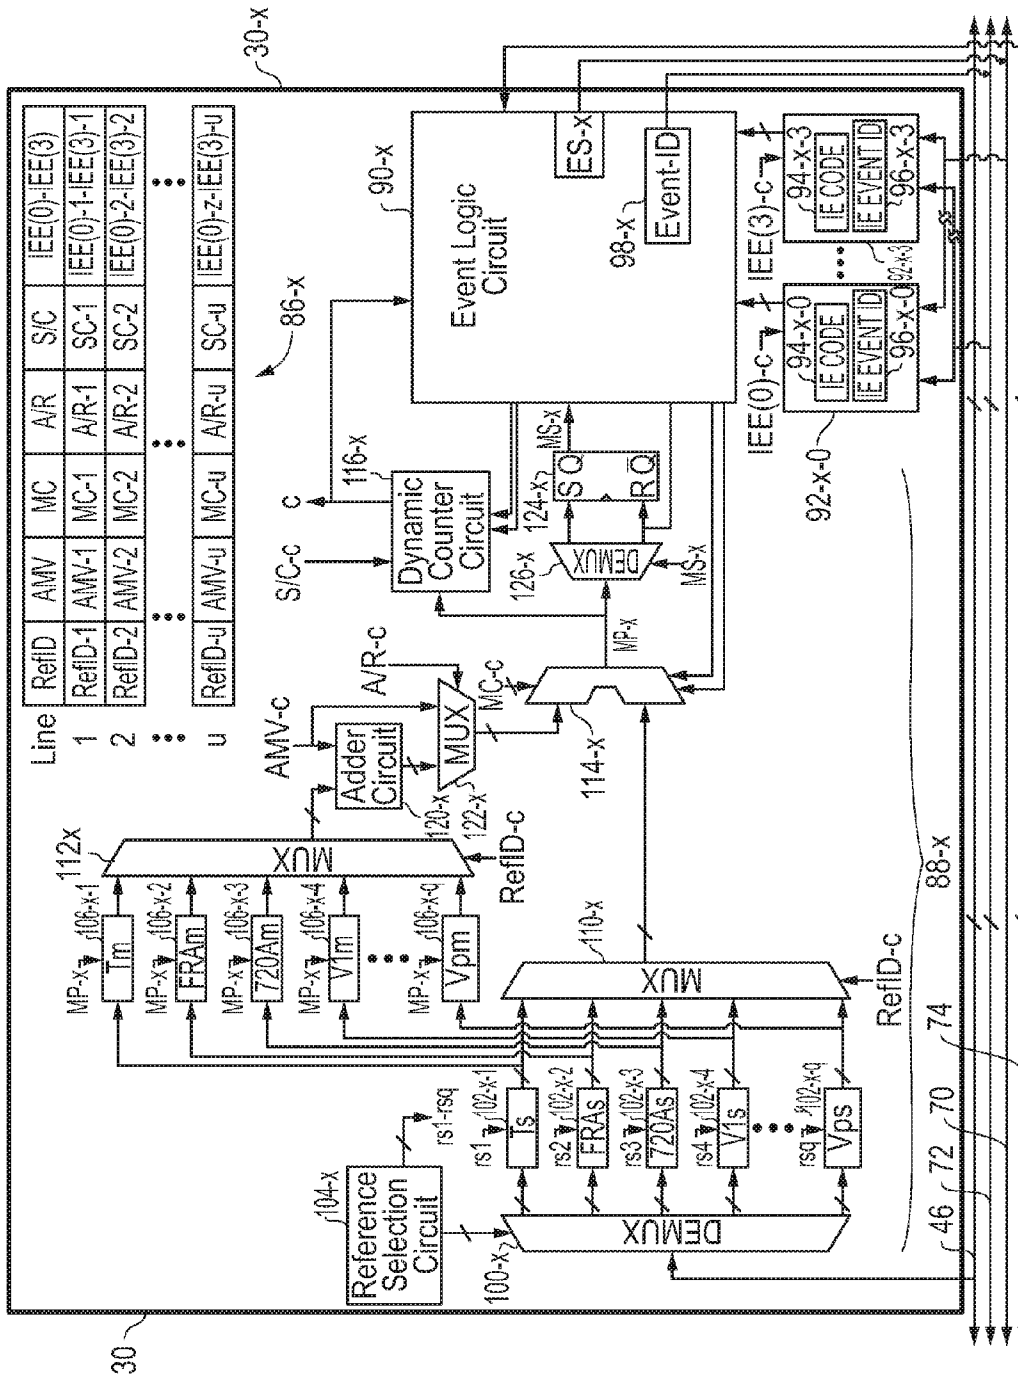 30
30-x
Line RefID AMV MC A/R S/C IEE(0)-IEE(3)
1 RefID-1 AMV-1 MC-1 A/R-1 SC-1 IEE(0)-1-IEE(3)-1
2 RefID-2 AMV-2 MC-2 A/R-2 SC-2 IEE(0)-2-IEE(3)-2
u RefID-u AMV-u MC-u A/R-u SC-u IEE(0)-z-IEE(3)-u
86-x
112x
MP-x 106-x-1
Tm
MP-x 106-x-2
FRAm
MP-x 106-x-3
720Am
MP-x 106-x-4
V1m
MP-x 106-x-q
Vpm
MUX
RefID-c
AMV-c
Adder
Circuit
120-x
A/R-c
MUX
122-x
S/C-c
c
116-x
Dynamic
Counter
Circuit
90-x
Event Logic
Circuit
ES-x
98-x
Event-ID
104-x
Reference
Selection
Circuit
rs1-rsq
100-x
DEMUX
rs1 102-x-1
Ts
rs2 102-x-2
FRAs
rs3 102-x-3
720As
rs4 102-x-4
V1s
rsq 102-x-q
Vps
110-x
MUX
RefID-c
MC-c
114-x
MP-x
126-x
DEMUX
MS-x
124-x
S Q
R Q̅
MS-x
IEE(0)-c
94-x-0
IE CODE
IE EVENT ID
96-x-0
92-x-0
IEE(3)-c
94-x-3
IE CODE
IE EVENT ID
96-x-3
92-x-3
88-x
46
72
70
74